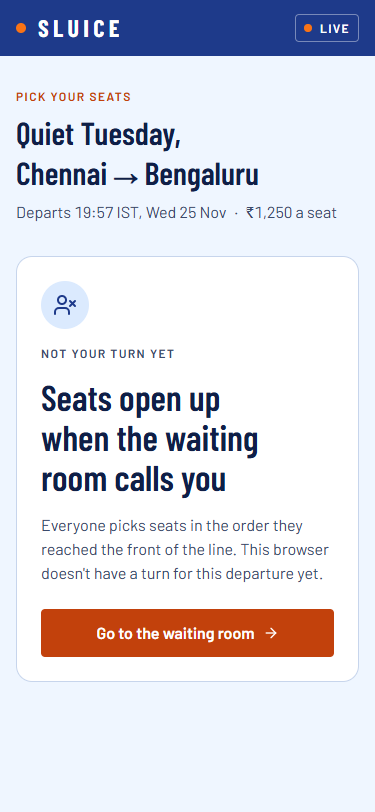 SLUICE
LIVE
PICK YOUR SEATS
Quiet Tuesday,
Chennai → Bengaluru
Departs 19:57 IST, Wed 25 Nov · ₹1,250 a seat
NOT YOUR TURN YET
Seats open up
when the waiting
room calls you
Everyone picks seats in the order they
reached the front of the line. This browser
doesn't have a turn for this departure yet.
Go to the waiting room →